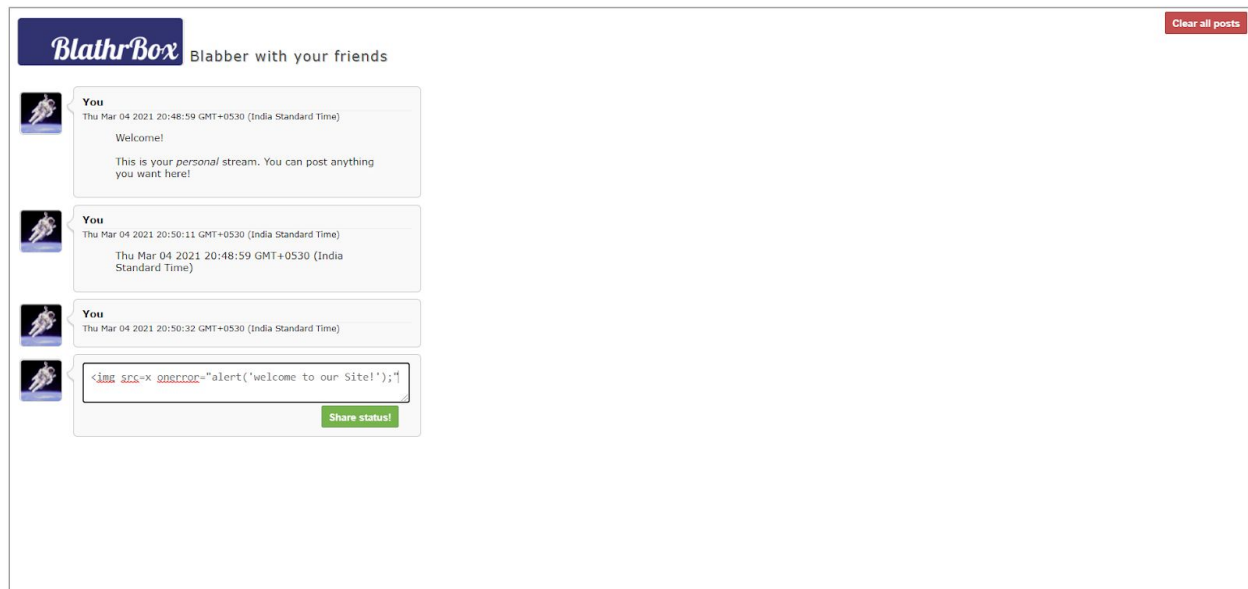 Clear all posts
BlathrBox Blabber with your friends
You
Thu Mar 04 2021 20:48:59 GMT+0530 (India Standard Time)
Welcome!
This is your personal stream. You can post anything
you want here!
You
Thu Mar 04 2021 20:50:11 GMT+0530 (India Standard Time)
Thu Mar 04 2021 20:48:59 GMT+0530 (India
Standard Time)
You
Thu Mar 04 2021 20:50:32 GMT+0530 (India Standard Time)
<img src=x onerror="alert('welcome to our Site!');"
Share status!